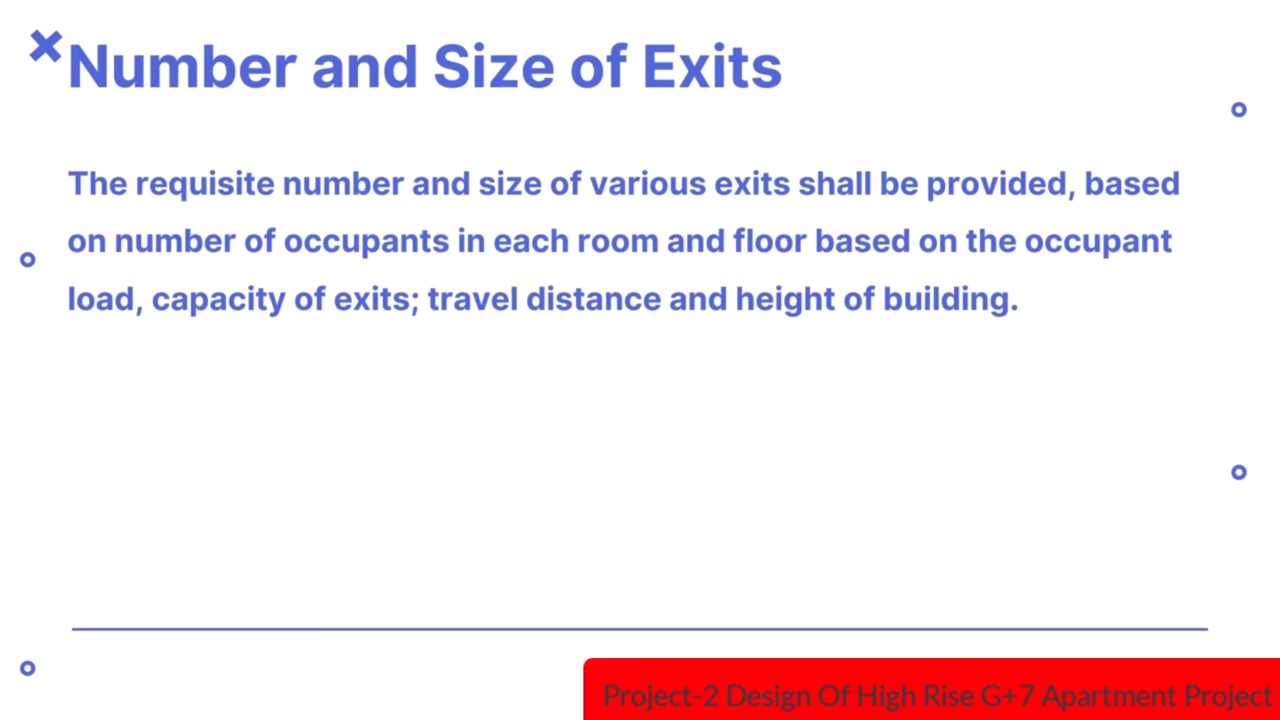 Number and Size of Exits
The requisite number and size of various exits shall be provided, based
on number of occupants in each room and floor based on the occupant
load, capacity of exits; travel distance and height of building.
Project-2 Design Of High Rise G+7 Apartment Project